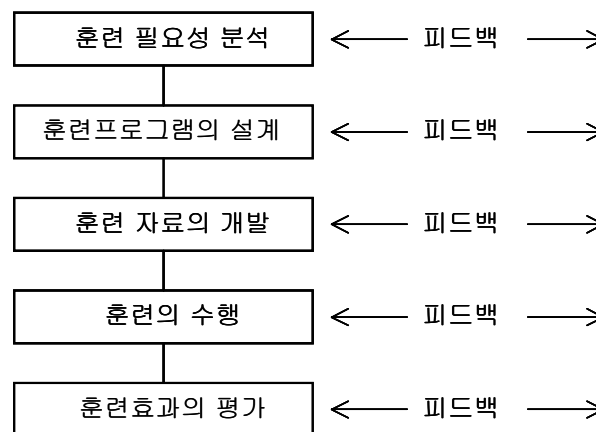 훈련 필요성 분석 피드백
훈련프로그램의 설계 피드백
훈련 자료의 개발 피드백
훈련의 수행 피드백
훈련효과의 평가 피드백